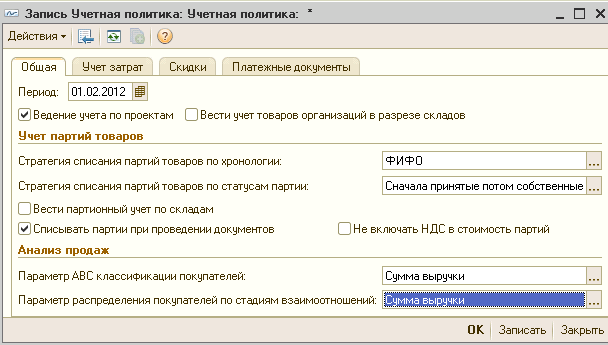 Запись Учетная политика: Учетная политика: *
Действия
Общая Учет затрат Скидки Платежные документы
Период: 01.02.2012
Ведение учета по проектам Вести учет товаров организаций в разрезе складов
Учет партий товаров
Стратегия списания партий товаров по хронологии: ФИФО ...
Стратегия списания партий товаров по статусам партии: Сначала принятые потом собственные ...
Вести партионный учет по складам
Списывать партии при проведении документов Не включать НДС в стоимость партий
Анализ продаж
Параметр ABC классификации покупателей: Сумма выручки ...
Параметр распределения покупателей по стадиям взаимоотношений: Сумма выручки ...
OK Записать Закрыть